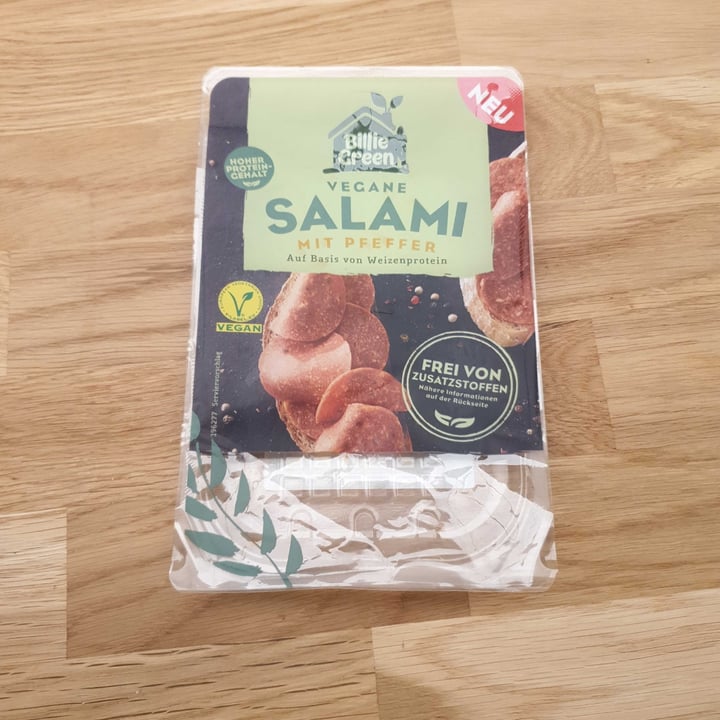 NEU
Billie
Green
HOHER
PROTEIN-
GEHALT
VEGANE
SALAMI
MIT PFEFFER
Auf Basis von Weizenprotein
VEGAN
FREI VON
ZUSATZSTOFFEN
Nähere Informationen
auf der Rückseite
196277 Serviervorschlag